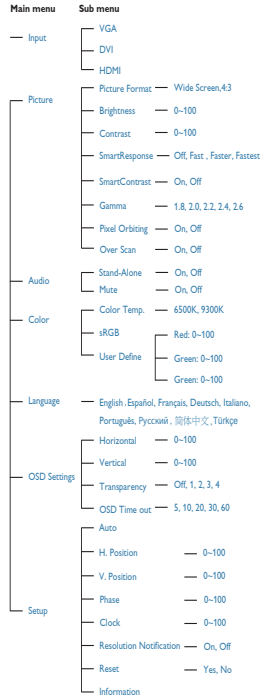 Main menu Sub menu
Input VGA
DVI
HDMI
Picture Picture Format Wide Screen,4:3
Brightness 0~100
Contrast 0~100
SmartResponse Off, Fast , Faster, Fastest
SmartContrast On, Off
Gamma 1.8, 2.0, 2.2, 2.4, 2.6
Pixel Orbiting On, Off
Over Scan On, Off
Audio Stand-Alone On, Off
Mute On, Off
Color Color Temp. 6500K, 9300K
sRGB Red: 0~100
User Define Green: 0~100
Green: 0~100
Language English .Español, Français, Deutsch, Italiano,
Português, Русский , 简体中文 ,Türkçe
OSD Settings Horizontal 0~100
Vertical 0~100
Transparency Off, 1, 2, 3, 4
OSD Time out 5, 10, 20, 30, 60
Setup Auto
H. Position 0~100
V. Position 0~100
Phase 0~100
Clock 0~100
Resolution Notification On, Off
Reset Yes, No
Information